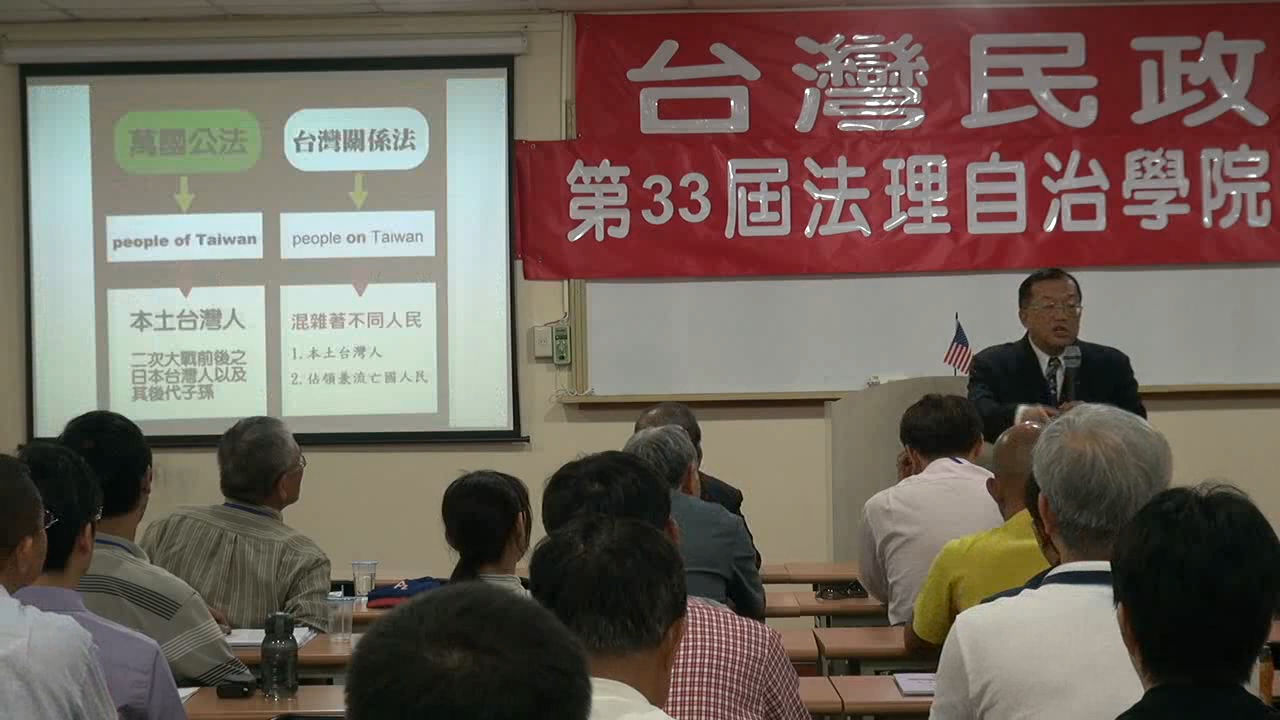 萬國公法
台灣關係法
people of Taiwan
people on Taiwan
本土台灣人
二次大戰前後之
日本台灣人以及
其後代子孫
混雜著不同人民
1. 本土台灣人
2. 佔領兼流亡國人民
台灣民政
第33屆法理自治學院